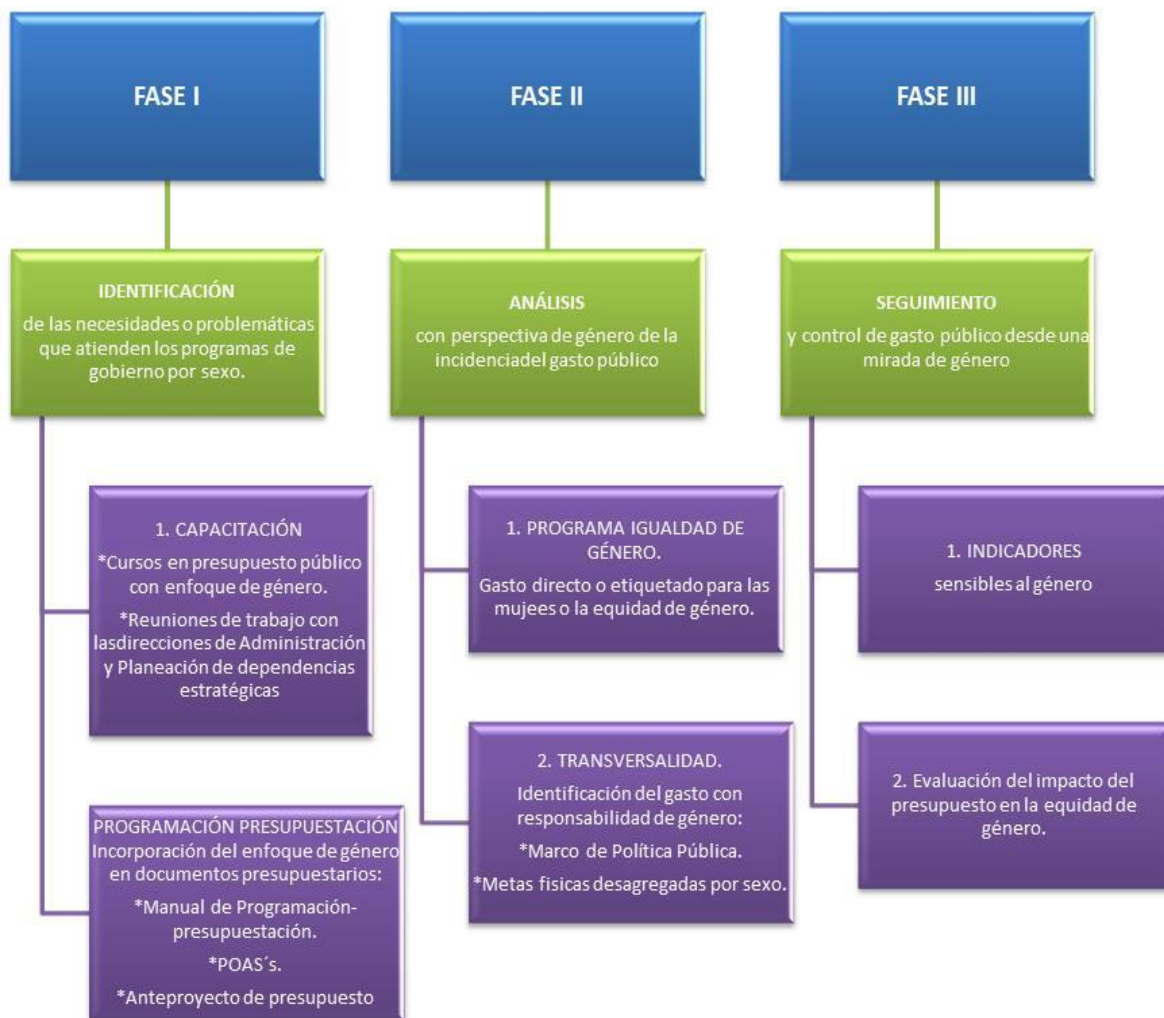 FASE I
FASE II
FASE III
IDENTIFICACIÓN
de las necesidades o problemáticas
que atienden los programas de
gobierno por sexo.
ANÁLISIS
con perspectiva de género de la
incidenciadel gasto público
SEGUIMIENTO
y control de gasto público desde una
mirada de género
1. CAPACITACIÓN
*Cursos en presupuesto público
con enfoque de género.
*Reuniones de trabajo con
lasdirecciones de Administración
y Planeación de dependencias
estratégicas
1. PROGRAMA IGUALDAD DE
GÉNERO.
Gasto directo o etiquetado para las
mujees o la equidad de género.
1. INDICADORES
sensibles al género
PROGRAMACIÓN PRESUPUESTACIÓN
Incorporación del enfoque de género
en documentos presupuestarios:
*Manual de Programación-
presupuestación.
*POAS´s.
*Anteproyecto de presupuesto
2. TRANSVERSALIDAD.
Identificación del gasto con
responsabilidad de género:
*Marco de Política Pública.
*Metas fisicas desagregadas por sexo.
2. Evaluación del impacto del
presupuesto en la equidad de
género.